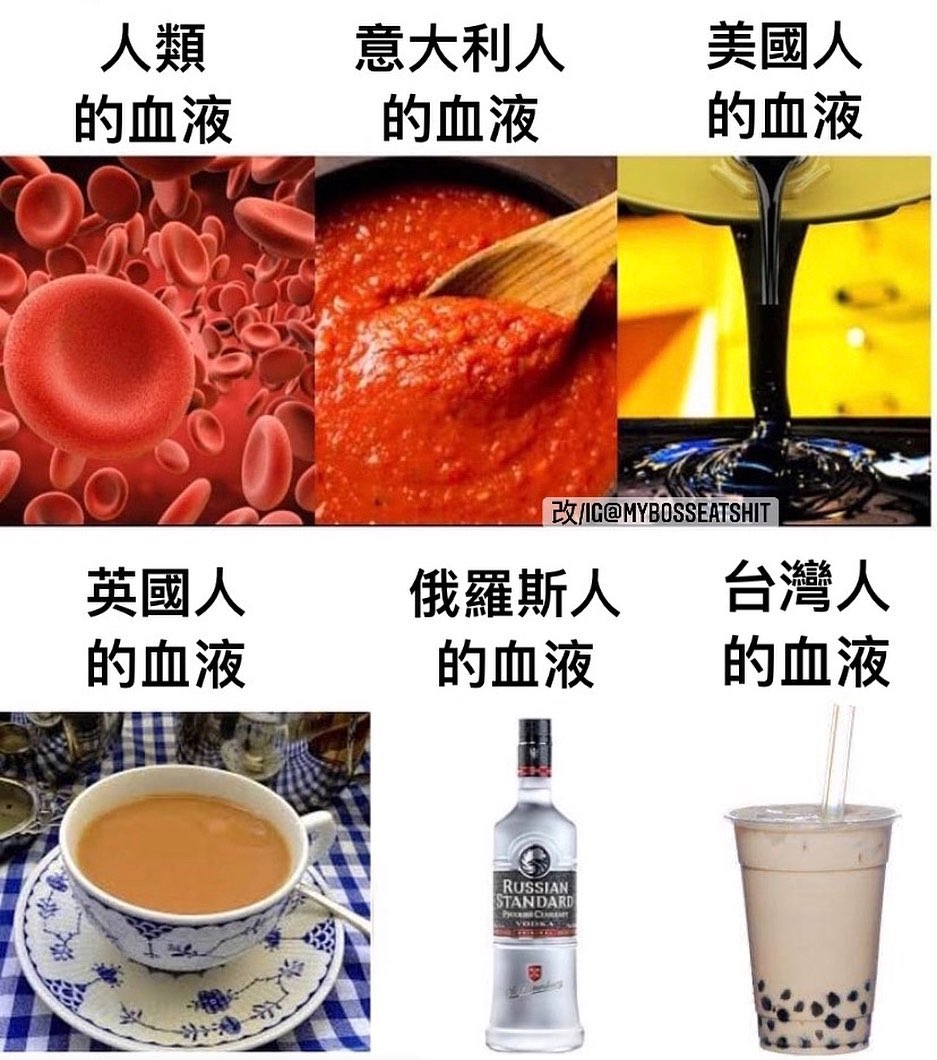 人類
的血液
意大利人
的血液
美國人
的血液
改/IG@MYBOSSEATSHIT
英國人
的血液
俄羅斯人
的血液
台灣人
的血液
RUSSIAN
STANDARD
VODKA